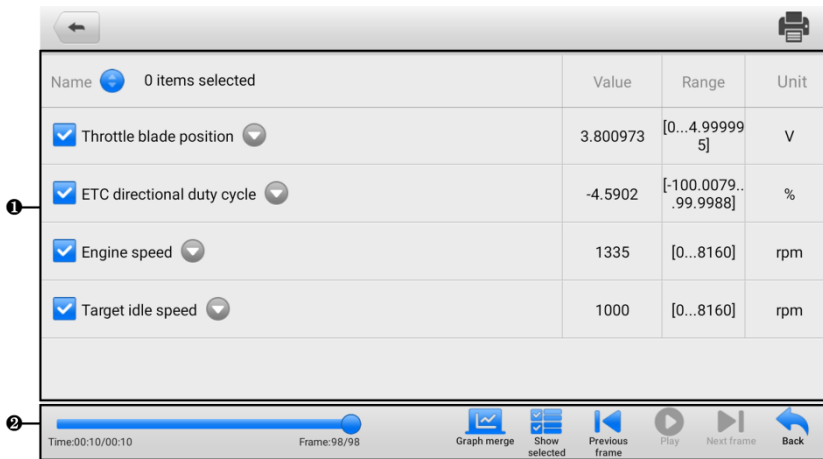 Name 0 items selected Value Range Unit
Throttle blade position 3.800973 [0...4.99999
5] V
ETC directional duty cycle -4.5902 [-100.0079..
.99.9988] %
❶
Engine speed 1335 [0...8160] rpm
Target idle speed 1000 [0...8160] rpm
❷
Time:00:10/00:10 Frame:98/98
Graph merge
Show
selected
Previous
frame
Play
Next frame
Back